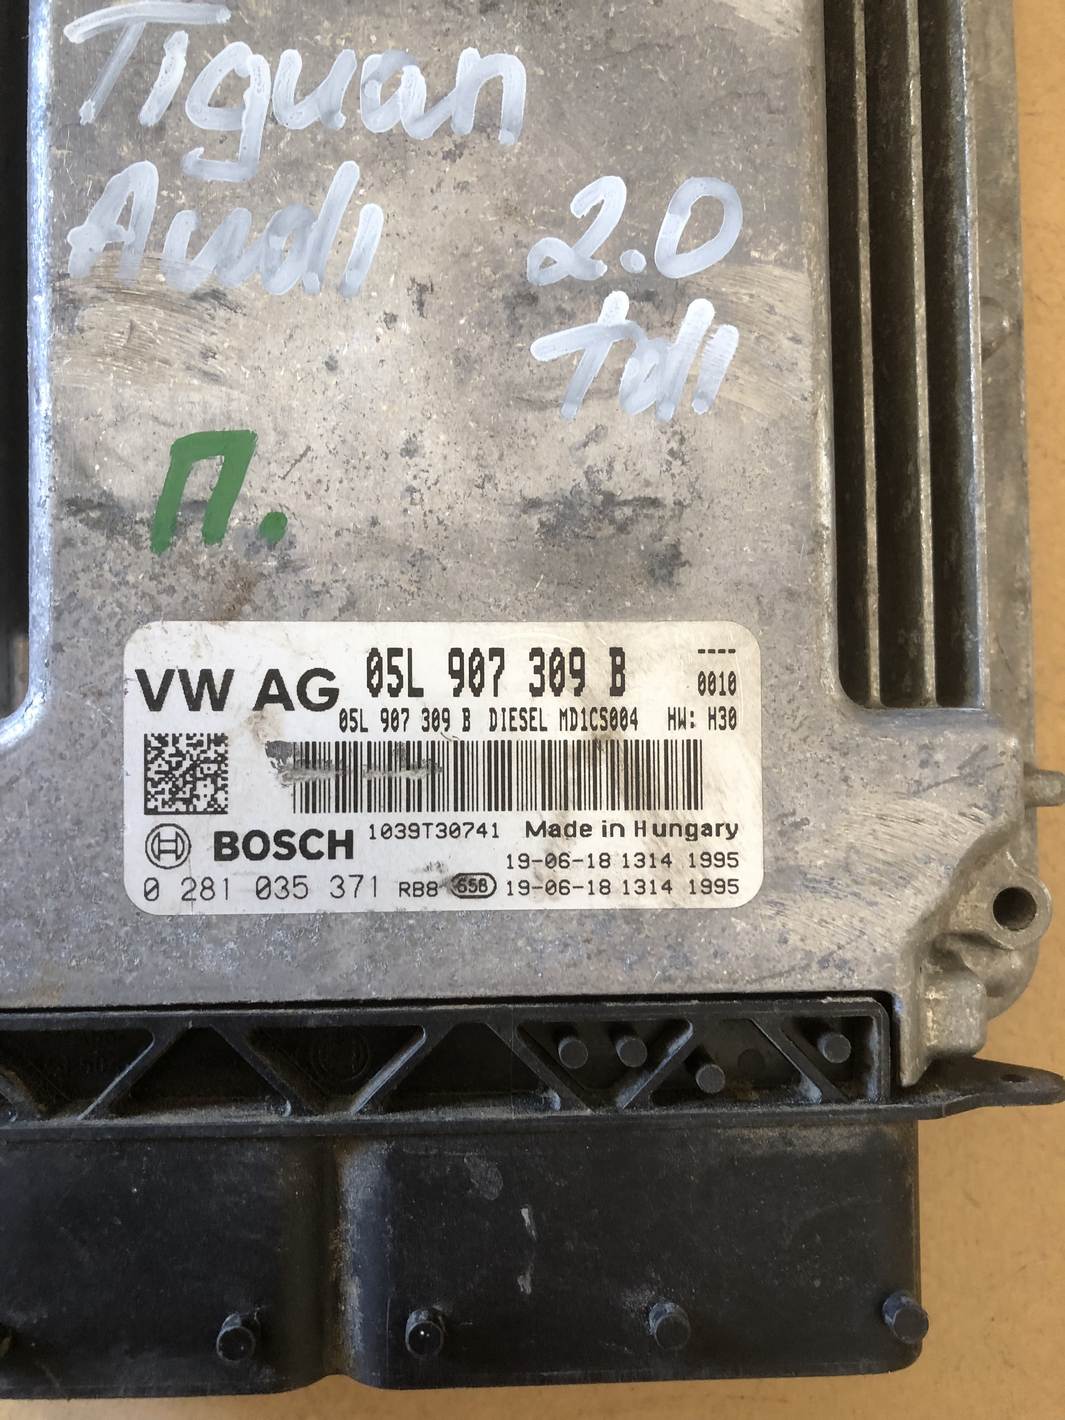 Tiguan
Audi 2.0
tdi
П.
VW AG 05L 907 309 B ----
0010
05L 907 309 B DIESEL MD1CS004 HW: H30
BOSCH 1039T30741 Made in Hungary
19-06-18 1314 1995
0 281 035 371 RB8 658 19-06-18 1314 1995